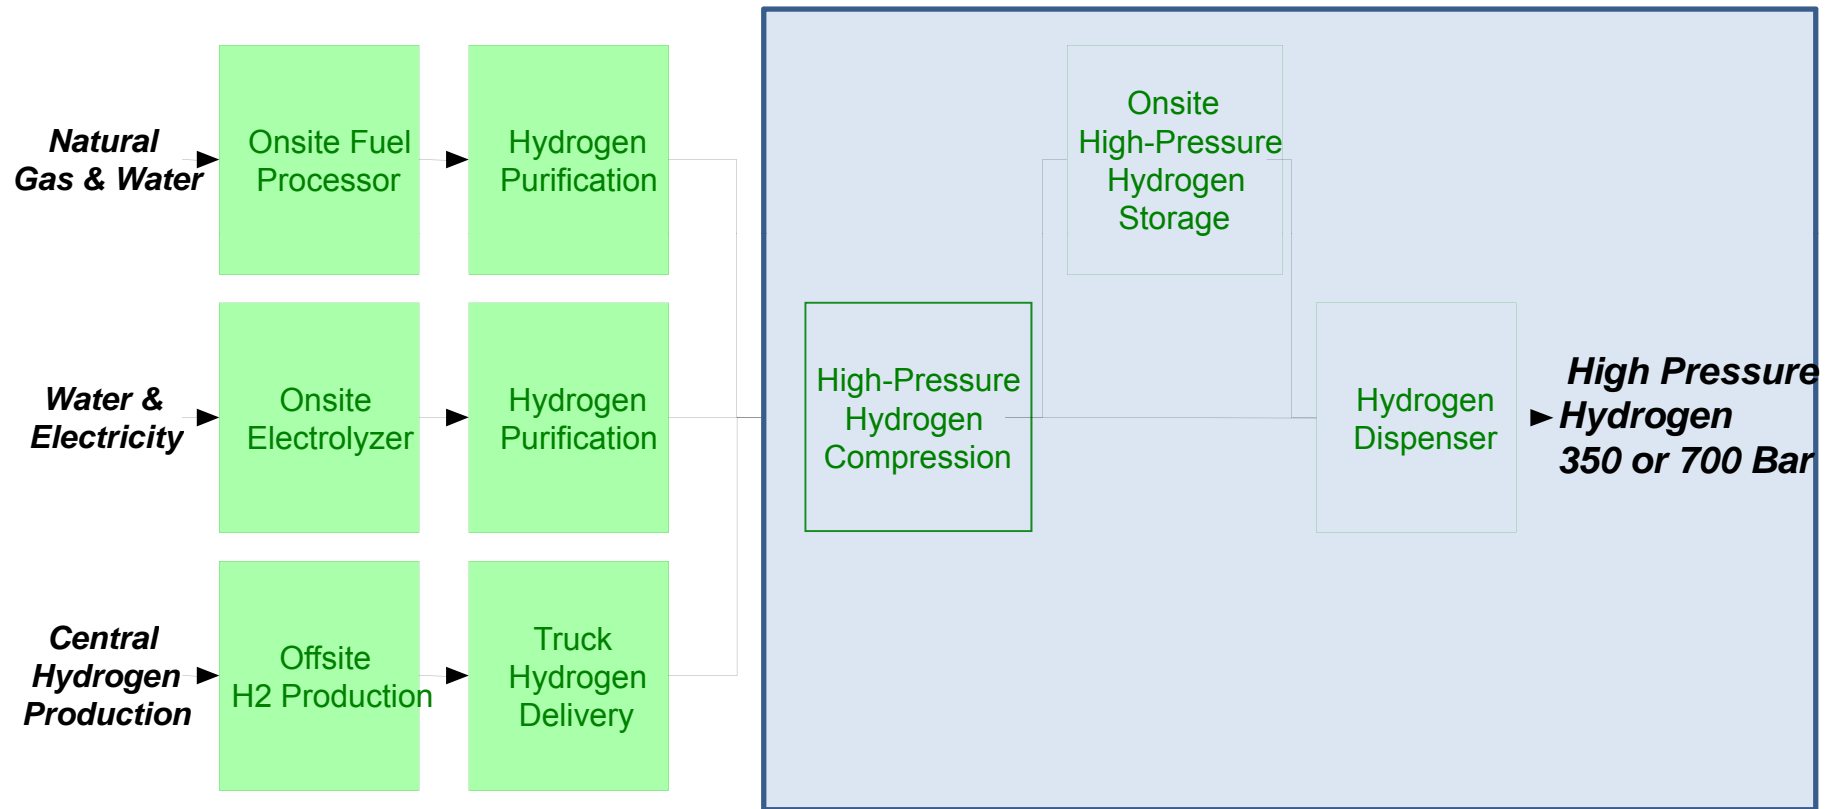 Natural
Gas & Water
Onsite Fuel
Processor
Hydrogen
Purification
Water &
Electricity
Onsite
Electrolyzer
Hydrogen
Purification
Central
Hydrogen
Production
Offsite
H2 Production
Truck
Hydrogen
Delivery
High-Pressure
Hydrogen
Compression
Onsite
High-Pressure
Hydrogen
Storage
Hydrogen
Dispenser
High Pressure
Hydrogen
350 or 700 Bar